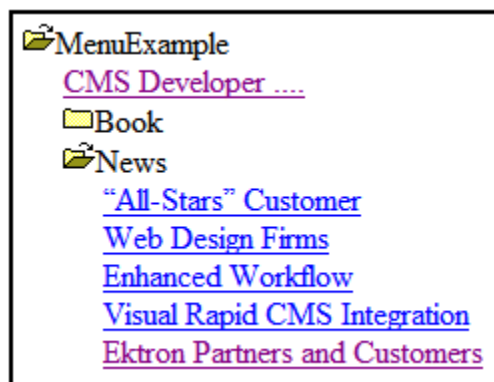 MenuExample
CMS Developer ....
Book
News
“All-Stars” Customer
Web Design Firms
Enhanced Workflow
Visual Rapid CMS Integration
Ektron Partners and Customers